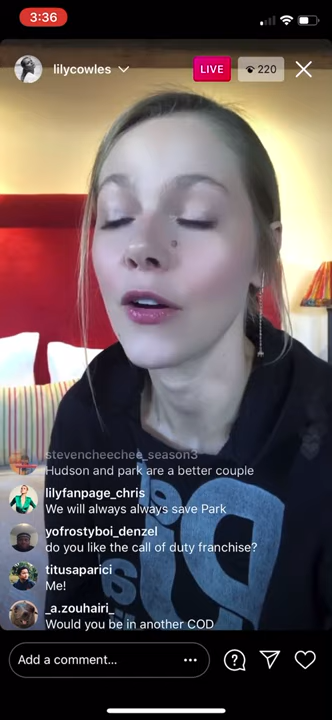 3:36
lilycowles
LIVE
220
stevencheechee_season3
Hudson and park are a better couple
lilyfanpage_chris
We will always always save Park
yofrostyboi_denzel
do you like the call of duty franchise?
titusaparici
Me!
_a.zouhairi_
Would you be in another COD
Add a comment...